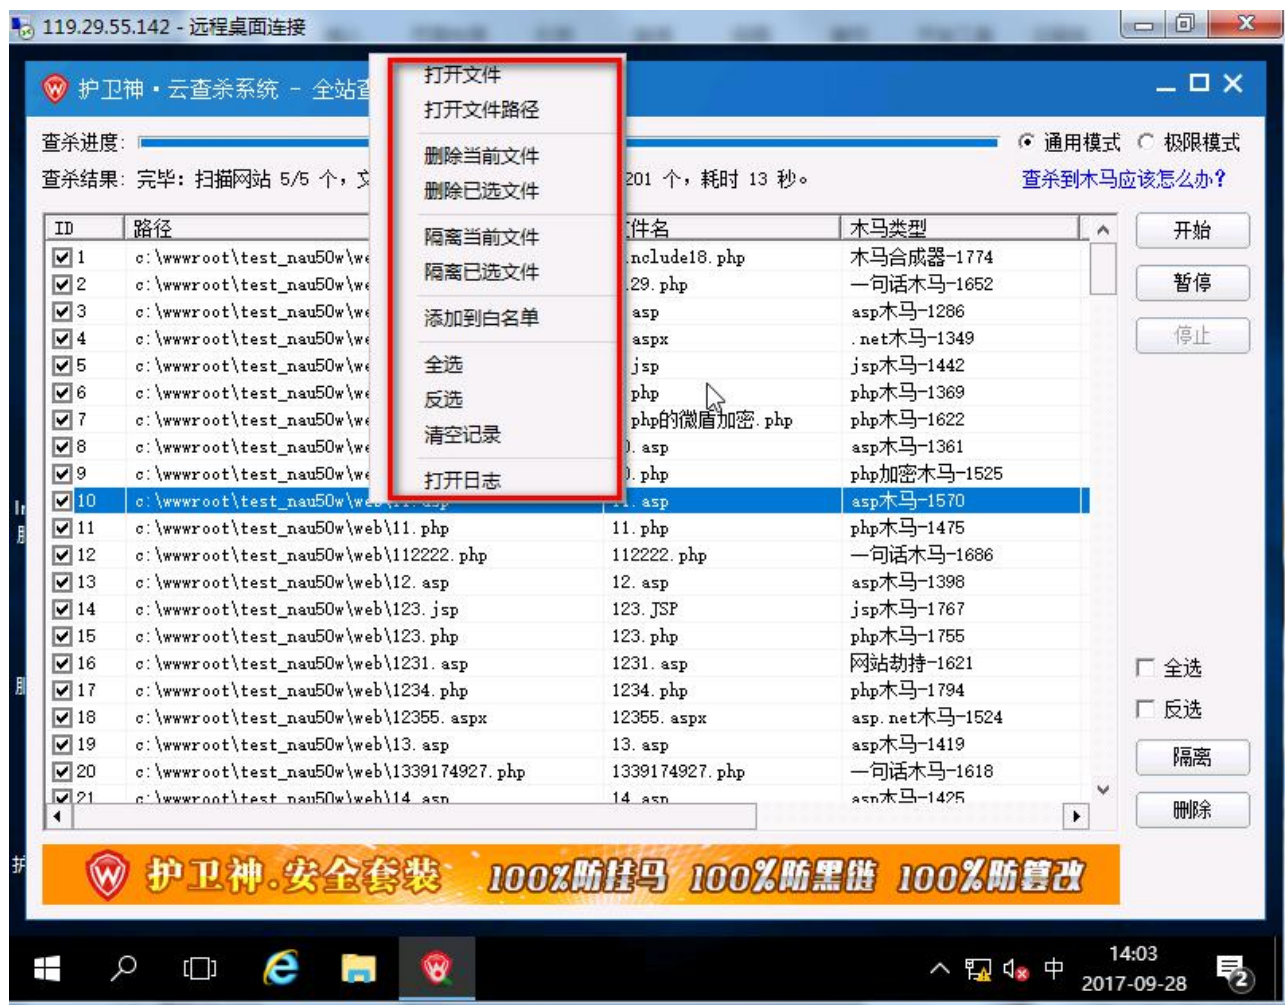 119.29.55.142 - 远程桌面连接
护卫神·云查杀系统 - 全站查
查杀进度:
通用模式
极限模式
查杀结果: 完毕: 扫描网站 5/5 个,
201 个，耗时 13 秒。
查杀到木马应该怎么办?
打开文件
打开文件路径
删除当前文件
删除已选文件
隔离当前文件
隔离已选文件
添加到白名单
全选
反选
清空记录
打开日志
ID 路径 件名 木马类型
1 c:\wwwroot\test_nau50w\we nclude18.php 木马合成器-1774
2 c:\wwwroot\test_nau50w\we 29.php 一句话木马-1652
3 c:\wwwroot\test_nau50w\we asp asp木马-1286
4 c:\wwwroot\test_nau50w\we aspx .net木马-1349
5 c:\wwwroot\test_nau50w\we jsp jsp木马-1442
6 c:\wwwroot\test_nau50w\we php php木马-1369
7 c:\wwwroot\test_nau50w\we php的微盾加密.php php木马-1622
8 c:\wwwroot\test_nau50w\we .asp asp木马-1361
9 c:\wwwroot\test_nau50w\we .php php加密木马-1525
10 c:\wwwroot\test_nau50w\web\11.asp 11.asp asp木马-1570
11 c:\wwwroot\test_nau50w\web\11.php 11.php php木马-1475
12 c:\wwwroot\test_nau50w\web\112222.php 112222.php 一句话木马-1686
13 c:\wwwroot\test_nau50w\web\12.asp 12.asp asp木马-1398
14 c:\wwwroot\test_nau50w\web\123.jsp 123.JSP jsp木马-1767
15 c:\wwwroot\test_nau50w\web\123.php 123.php php木马-1755
16 c:\wwwroot\test_nau50w\web\1231.asp 1231.asp 网站劫持-1621
17 c:\wwwroot\test_nau50w\web\1234.php 1234.php php木马-1794
18 c:\wwwroot\test_nau50w\web\12355.aspx 12355.aspx asp.net木马-1524
19 c:\wwwroot\test_nau50w\web\13.asp 13.asp asp木马-1419
20 c:\wwwroot\test_nau50w\web\1339174927.php 1339174927.php 一句话木马-1618
21 c:\wwwroot\test_nau50w\web\14.asp 14.asp asp木马-1425
开始
暂停
停止
全选
反选
隔离
删除
护卫神.安全套装 100%防挂马 100%防黑链 100%防篡改
中
14:03
2017-09-28
2